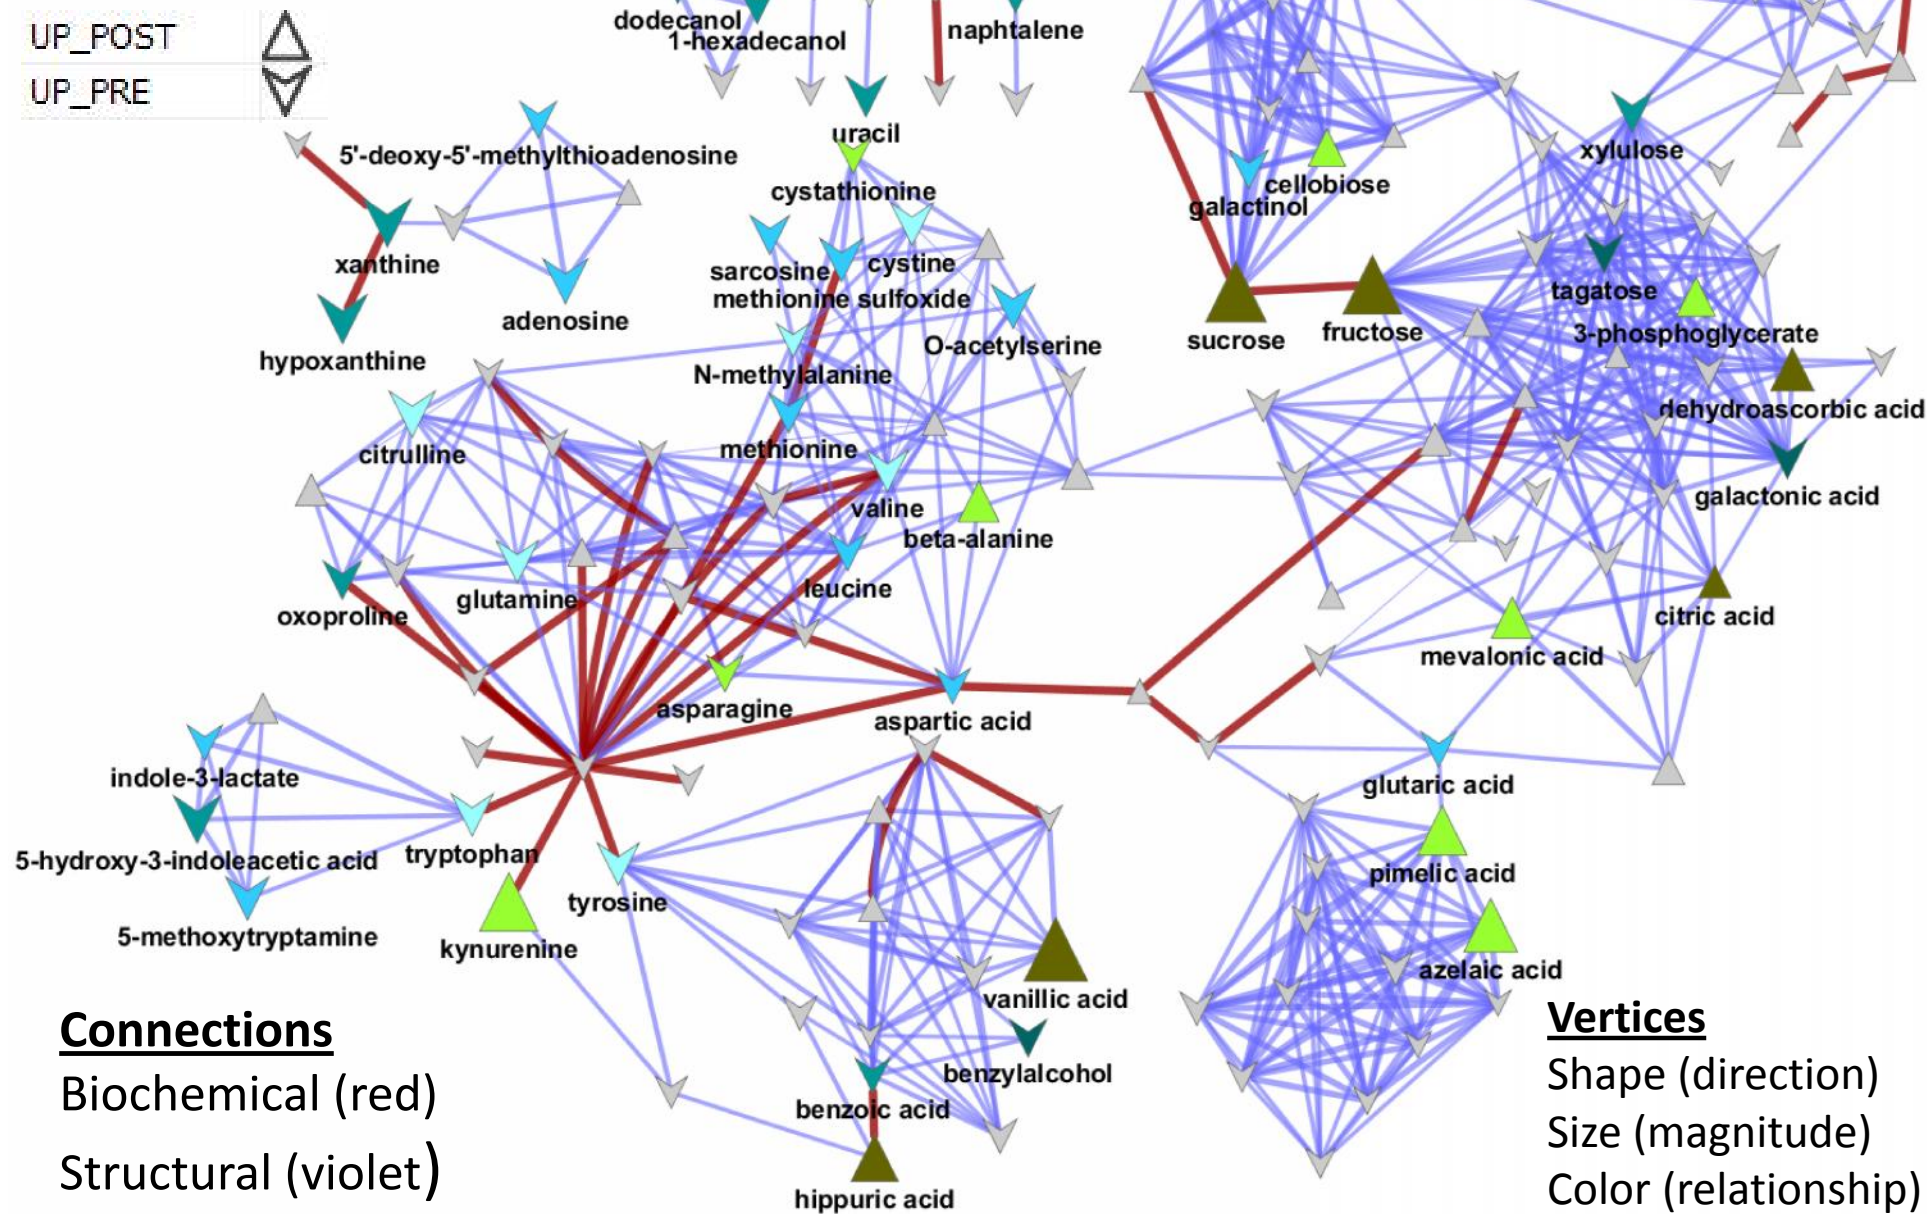 UP_POST
UP_PRE
dodecanol
1-hexadecanol
naphtalene
uracil
5'-deoxy-5'-methylthioadenosine
cystathionine
xylulose
cellobiose
galactinol
xanthine
sarcosine
cystine
methionine sulfoxide
tagatose
adenosine
hypoxanthine
O-acetylserine
sucrose
fructose
3-phosphoglycerate
N-methylalanine
dehydroascorbic acid
citrulline
methionine
valine
galactonic acid
beta-alanine
leucine
glutamine
oxoproline
citric acid
mevalonic acid
asparagine
aspartic acid
indole-3-lactate
glutaric acid
5-hydroxy-3-indoleacetic acid
tryptophan
tyrosine
pimelic acid
5-methoxytryptamine
kynurenine
azelaic acid
vanillic acid
benzylalcohol
benzoic acid
hippuric acid
Connections
Biochemical (red)
Structural (violet)
Vertices
Shape (direction)
Size (magnitude)
Color (relationship)